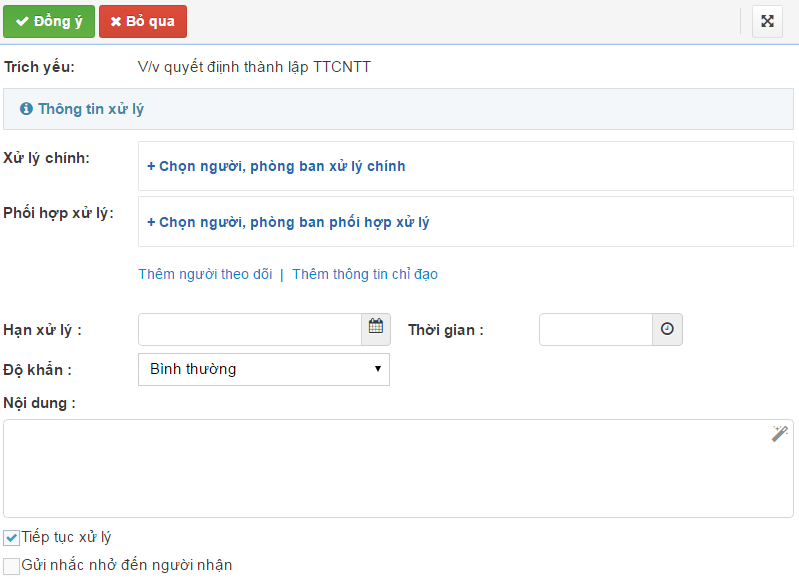 Đồng ý Bỏ qua
Trích yếu: V/v quyết điịnh thành lập TTCNTT
Thông tin xử lý
Xử lý chính: + Chọn người, phòng ban xử lý chính
Phối hợp xử lý: + Chọn người, phòng ban phối hợp xử lý
Thêm người theo dõi | Thêm thông tin chỉ đạo
Hạn xử lý : Thời gian :
Độ khẩn : Bình thường
Nội dung :
Tiếp tục xử lý
Gửi nhắc nhở đến người nhận